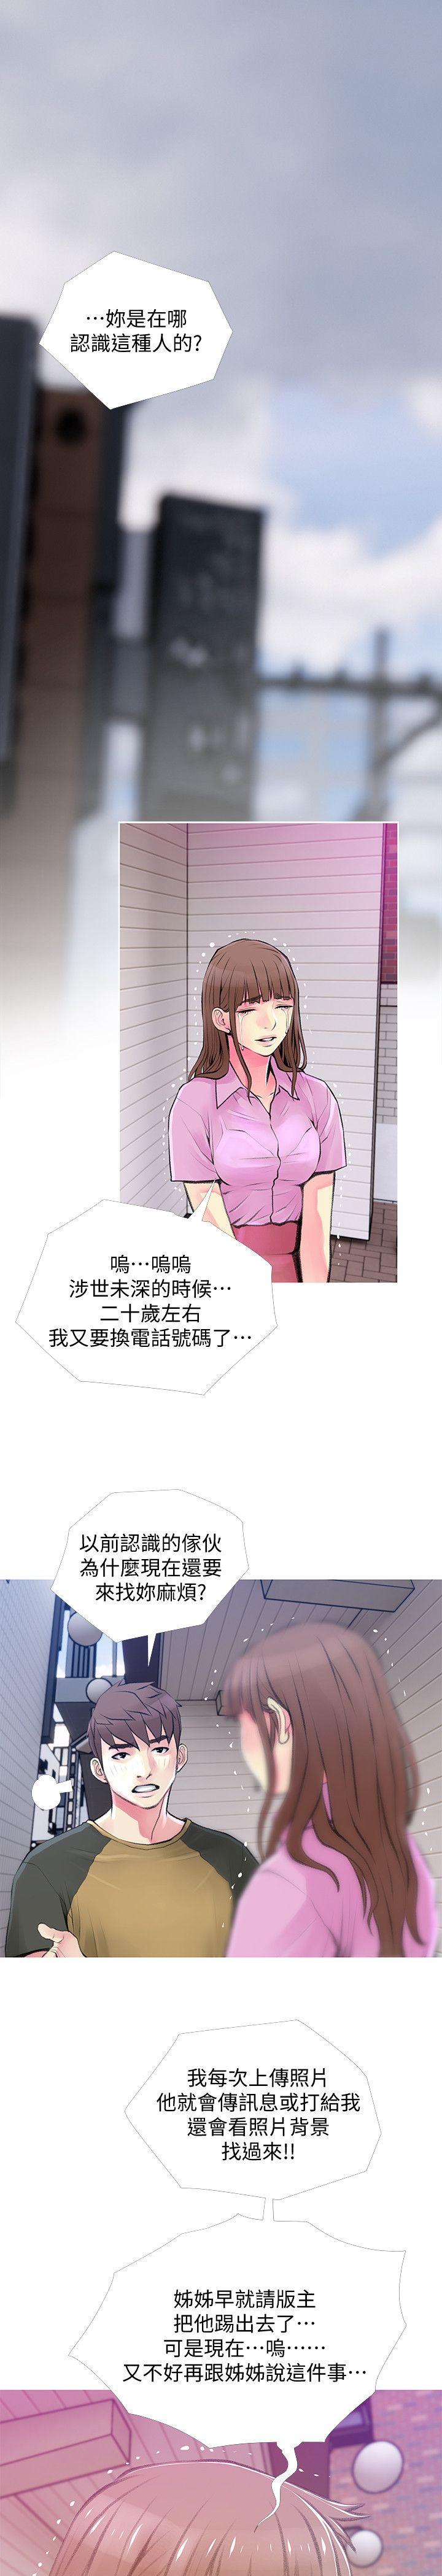 ⋯妳是在哪
認識這種人的?
嗚⋯嗚嗚
涉世未深的時候⋯
二十歲左右
我又要換電話號碼了⋯
以前認識的傢伙
為什麼現在還要
來找妳麻煩?
我每次上傳照片
他就會傳訊息或打給我
還會看照片背景
找過來!!
姊姊早就請版主
把他踢出去了⋯
可是現在⋯嗚⋯⋯
又不好再跟姊姊說這件事⋯